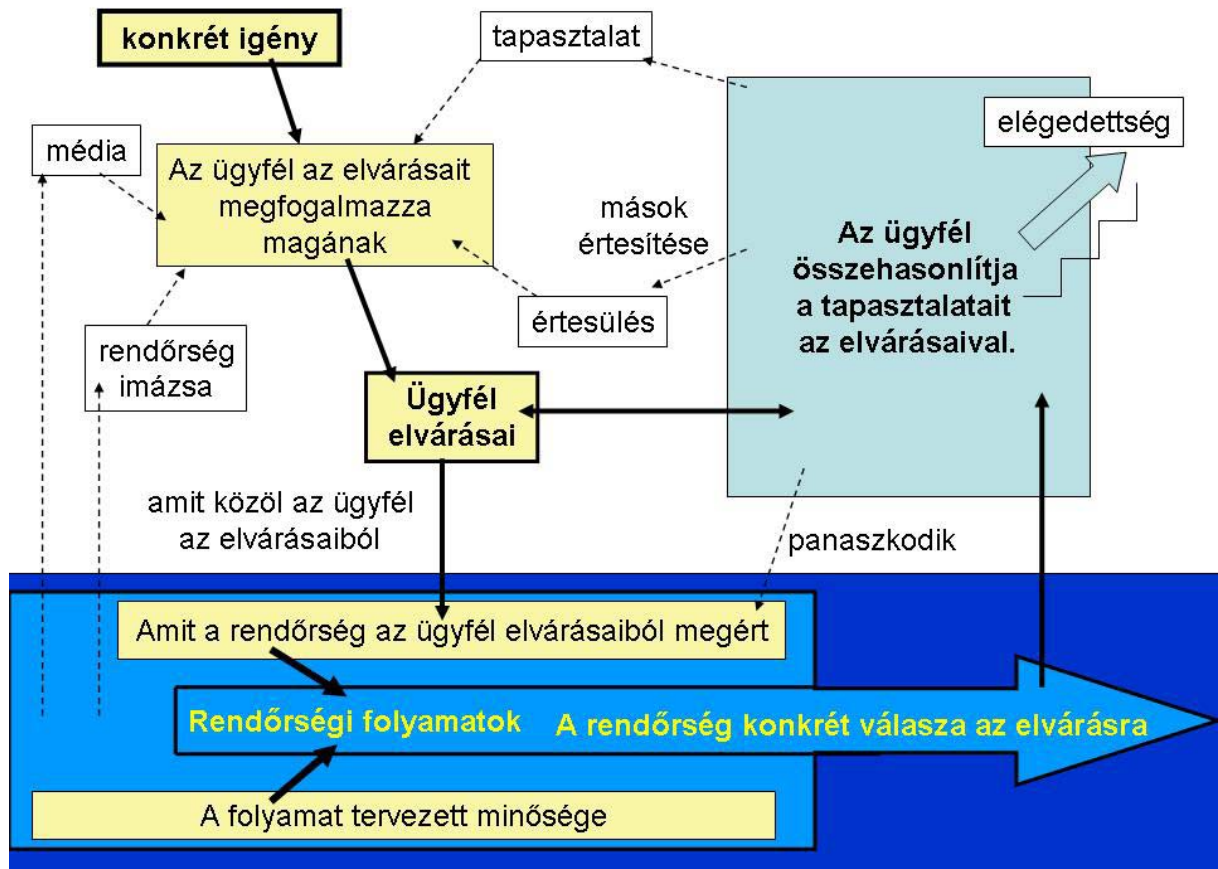 konkrét igény
tapasztalat
elégedettség
média
Az ügyfél az elvárásait
megfogalmazza
magának
mások
értesítése
Az ügyfél
összehasonlítja
a tapasztalatait
az elvárásaival.
értesülés
rendőrség
imázsa
Ügyfél
elvárásai
amit közöl az ügyfél
az elvárásaiból
panaszkodik
Amit a rendőrség az ügyfél elvárásaiból megért
Rendőrségi folyamatok
A rendőrség konkrét válasza az elvárásra
A folyamat tervezett minősége